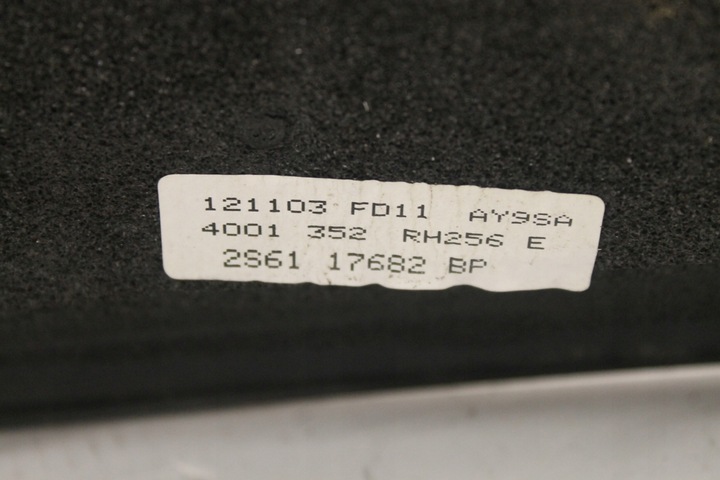 121103 FD11 AY9SA
4001 352 RH256 E
2S61 17682 BP